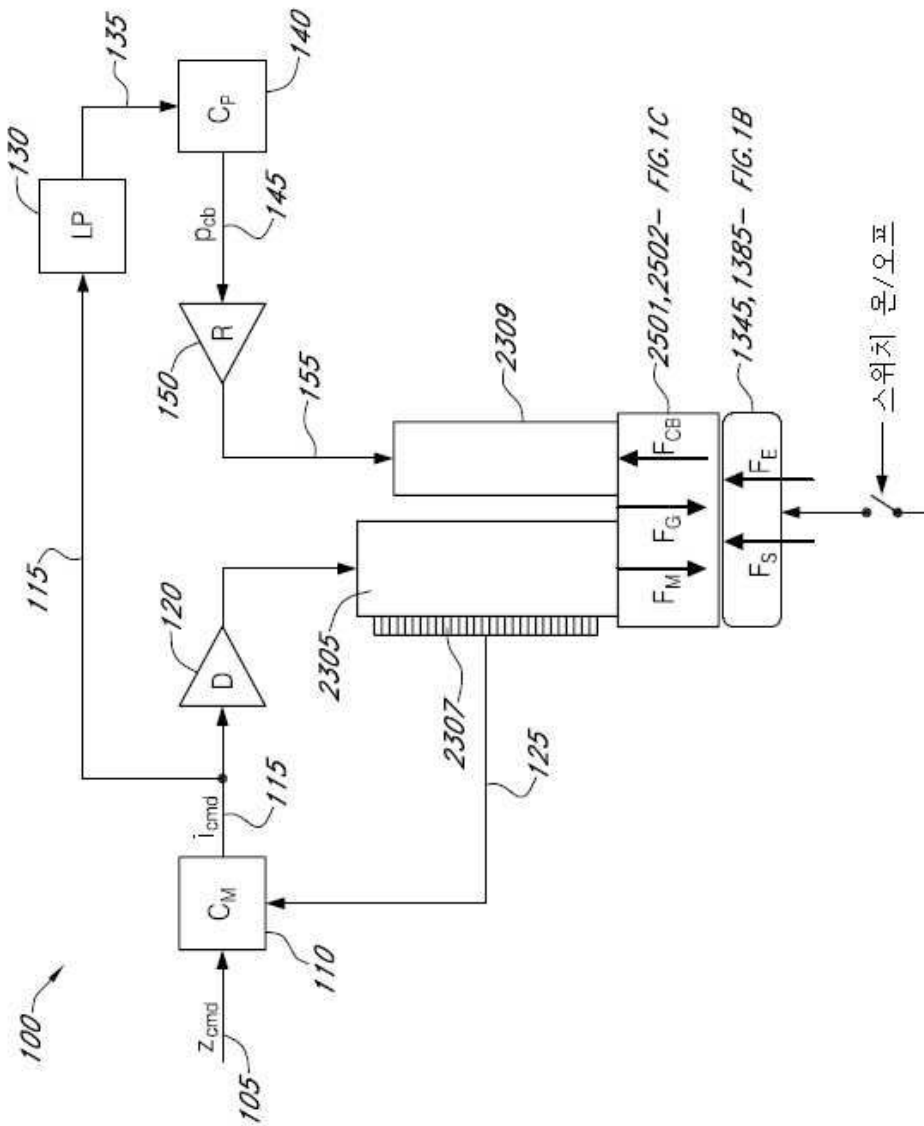 100
z_cmd
105
C_M
110
i_cmd
115
115
D
120
LP
130
135
C_P
140
p_cb
145
R
150
155
2305
2307
125
2309
F_M
F_G
F_CB
2501,2502- FIG.1C
F_S
F_E
1345,1385- FIG.1B
스위치 온/오프